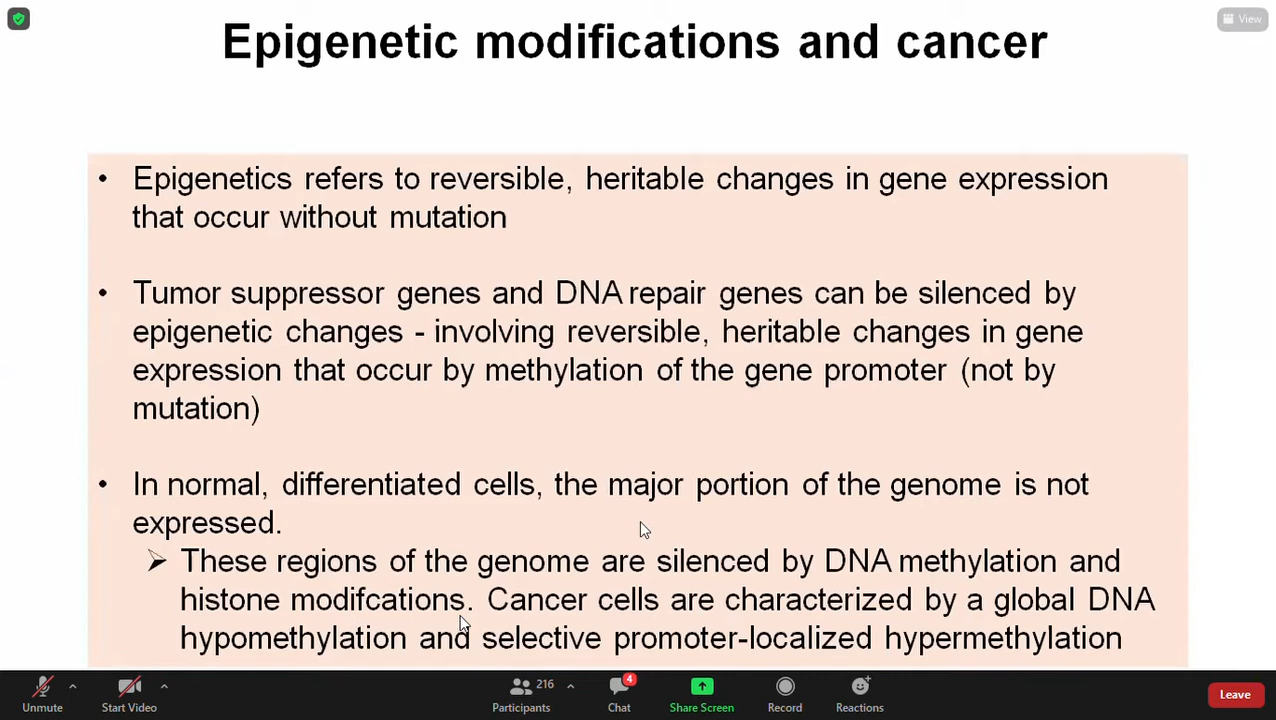 Epigenetic modifications and cancer
View
• Epigenetics refers to reversible, heritable changes in gene expression
that occur without mutation
• Tumor suppressor genes and DNA repair genes can be silenced by
epigenetic changes - involving reversible, heritable changes in gene
expression that occur by methylation of the gene promoter (not by
mutation)
• In normal, differentiated cells, the major portion of the genome is not
expressed.
➢ These regions of the genome are silenced by DNA methylation and
histone modifcations. Cancer cells are characterized by a global DNA
hypomethylation and selective promoter-localized hypermethylation
Unmute
Start Video
216
Participants
4
Chat
Share Screen
Record
Reactions
Leave